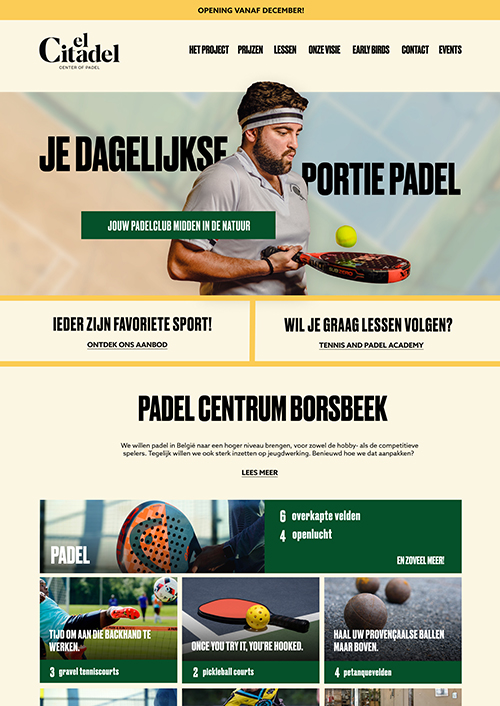 OPENING VANAF DECEMBER!
el
Citadel
CENTER OF PADEL
HET PROJECT PRIJZEN LESSEN ONZE VISIE EARLY BIRDS CONTACT EVENTS
JE DAGELIJKSE
PORTIE PADEL
JOUW PADELCLUB MIDDEN IN DE NATUUR
IEDER ZIJN FAVORIETE SPORT!
ONTDEK ONS AANBOD
WIL JE GRAAG LESSEN VOLGEN?
TENNIS AND PADEL ACADEMY
PADEL CENTRUM BORSBEEK
We willen padel in België naar een hoger niveau brengen, voor zowel de hobby- als de competitieve
spelers. Tegelijk willen we ook sterk inzetten op jeugdwerking. Benieuwd hoe we dat aanpakken?
LEES MEER
PADEL
6 overkapte velden
4 openlucht
EN ZOVEEL MEER!
TIJD OM AAN DIE BACKHAND TE
WERKEN.
3 gravel tenniscourts
ONCE YOU TRY IT, YOU'RE HOOKED.
2 pickleball courts
HAAL UW PROVENÇAALSE BALLEN
MAAR BOVEN.
4 petanquevelden